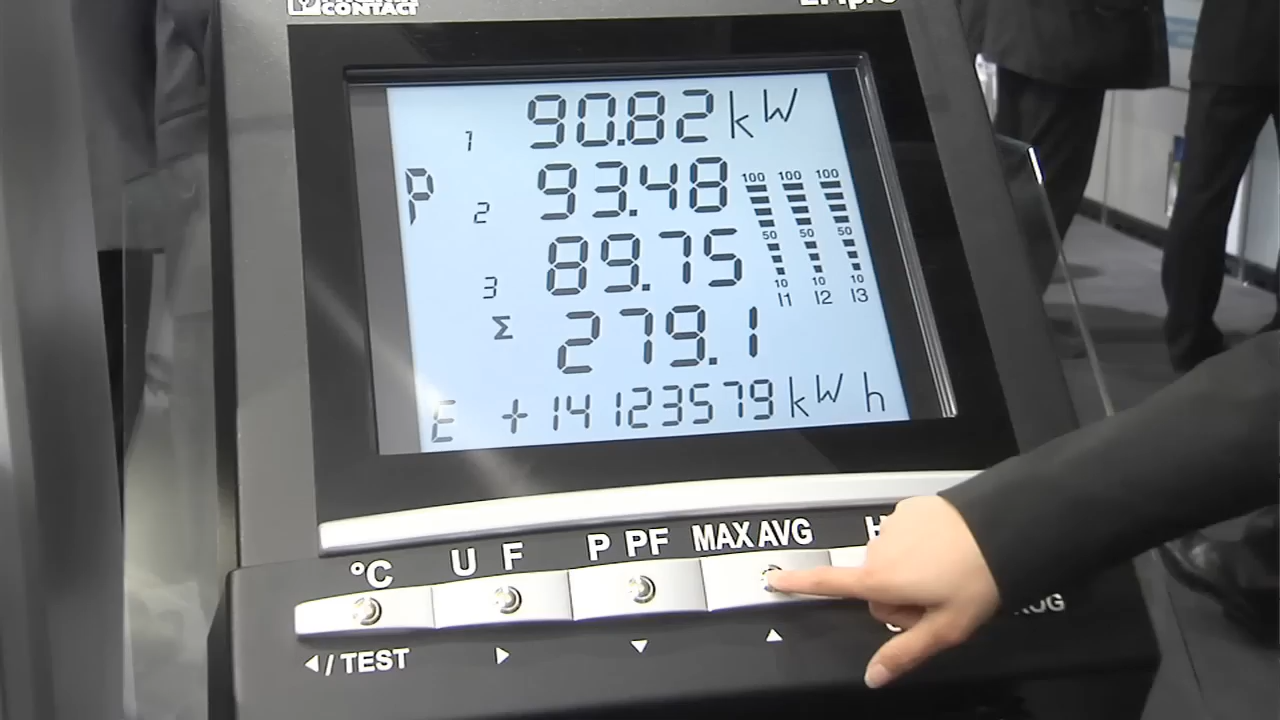 CONTACT
1 90.82 kW
P 2 93.48
3 89.75
Σ 279.1
100 100 100
50 50 50
10 10 10
I1 I2 I3
E +14123579 kWh
°C U F P PF MAX AVG
◄ / TEST ► ▼ ▲